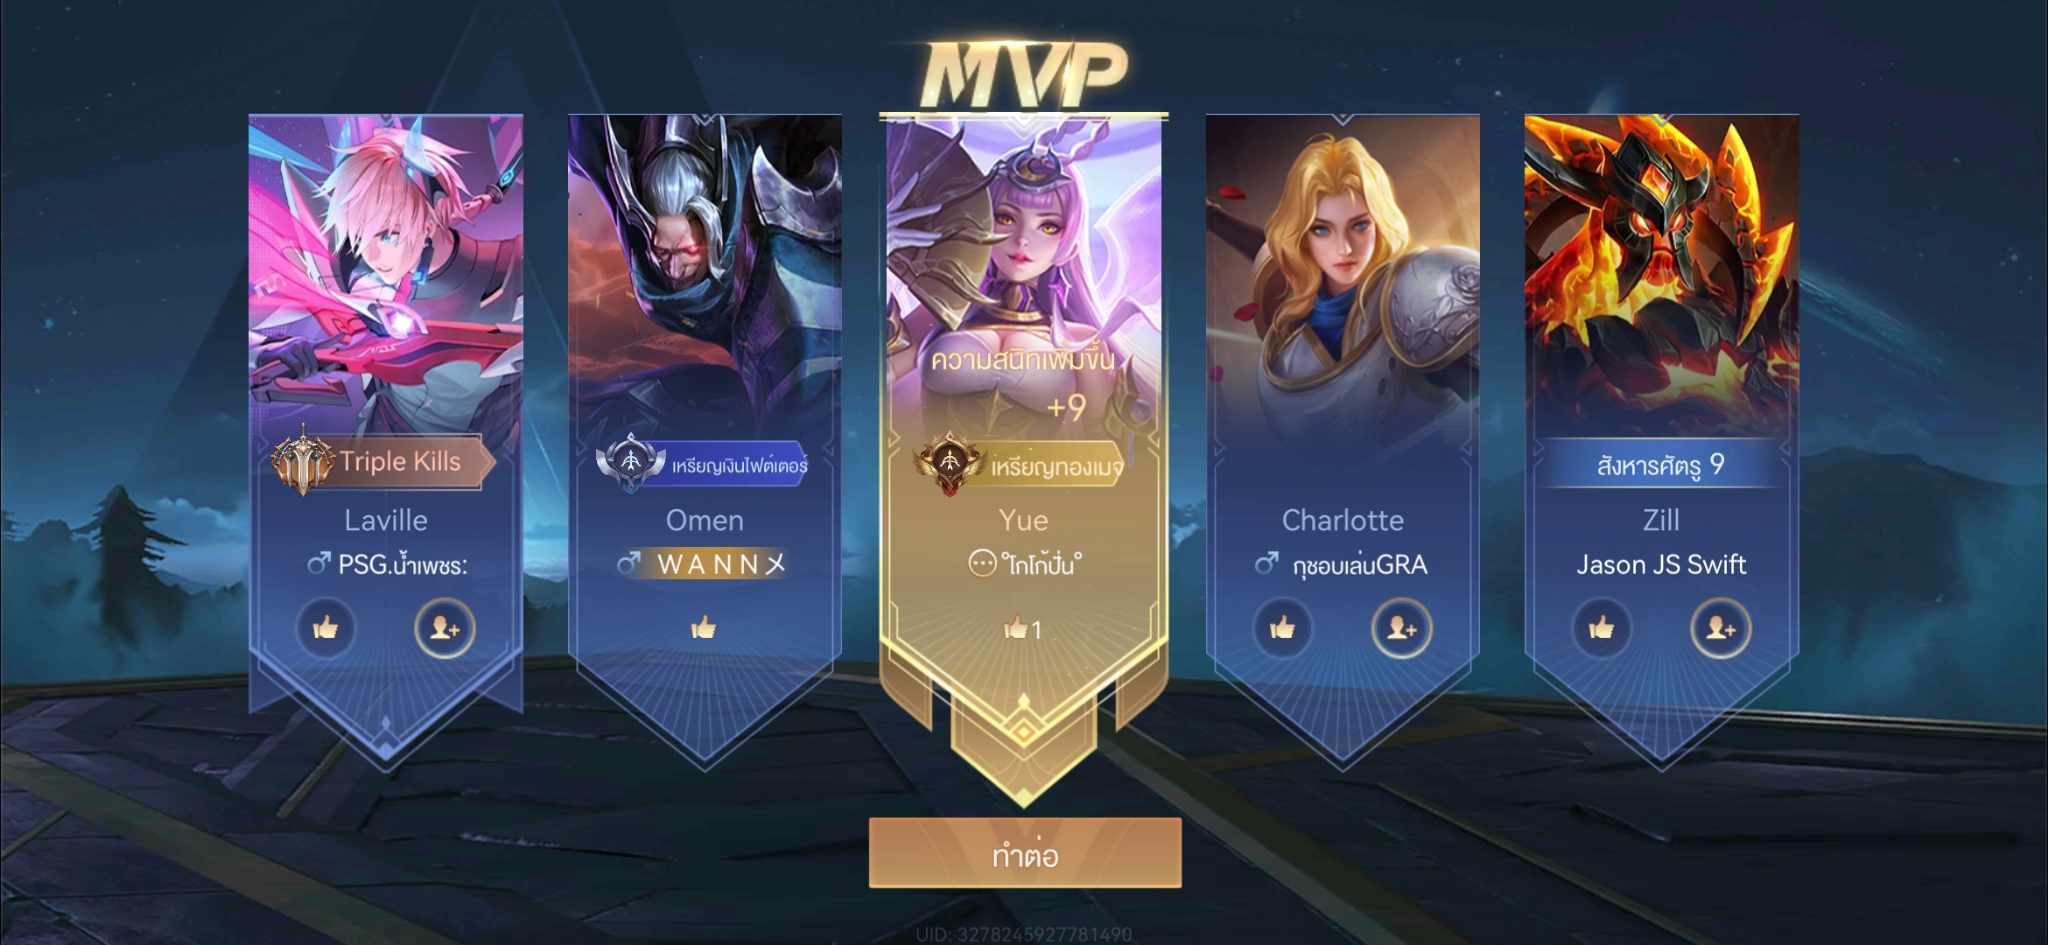 MVP
ความสนิทเพิ่มขึ้น
+9
Triple Kills
เหรียญเงินไฟต์เตอร์
เหรียญทองเมจ
สังหารศัตรู 9
Laville
Omen
Yue
Charlotte
Zill
PSG.น้ำเพชร:
W A N N メ
°โกโก้ปั่น°
กุชอบเล่นGRA
Jason JS Swift
1
ทำต่อ
UID: 3278245927781490